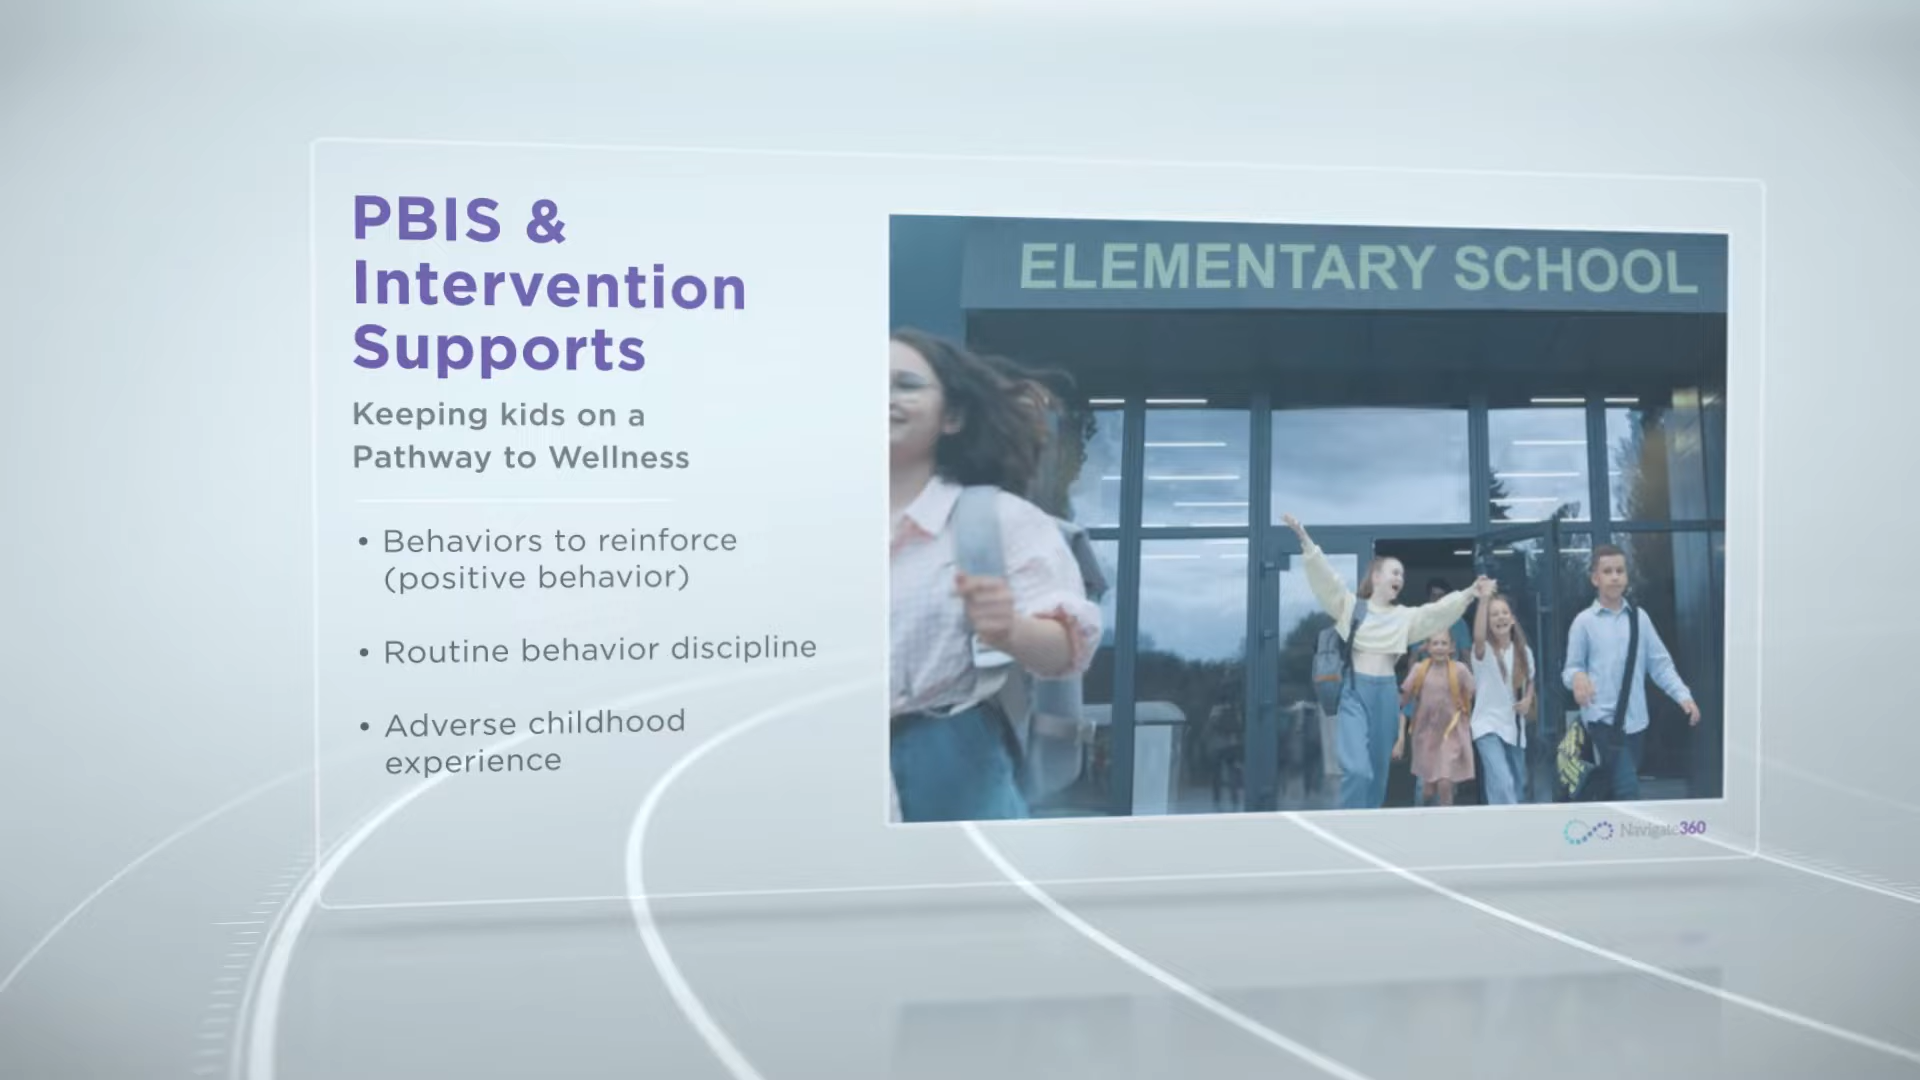 PBIS &
Intervention
Supports
Keeping kids on a
Pathway to Wellness
• Behaviors to reinforce
(positive behavior)
• Routine behavior discipline
• Adverse childhood
experience
ELEMENTARY SCHOOL
Navigate360